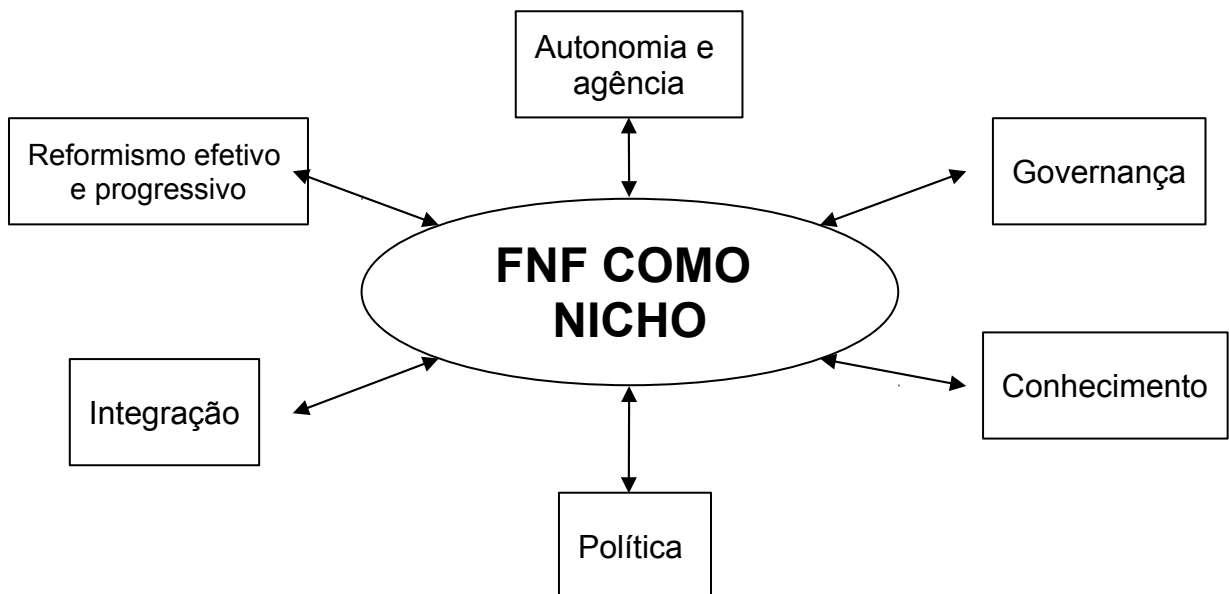 Autonomia e
agência
Reformismo efetivo
e progressivo
Governança
FNF COMO
NICHO
Integração
Conhecimento
Política